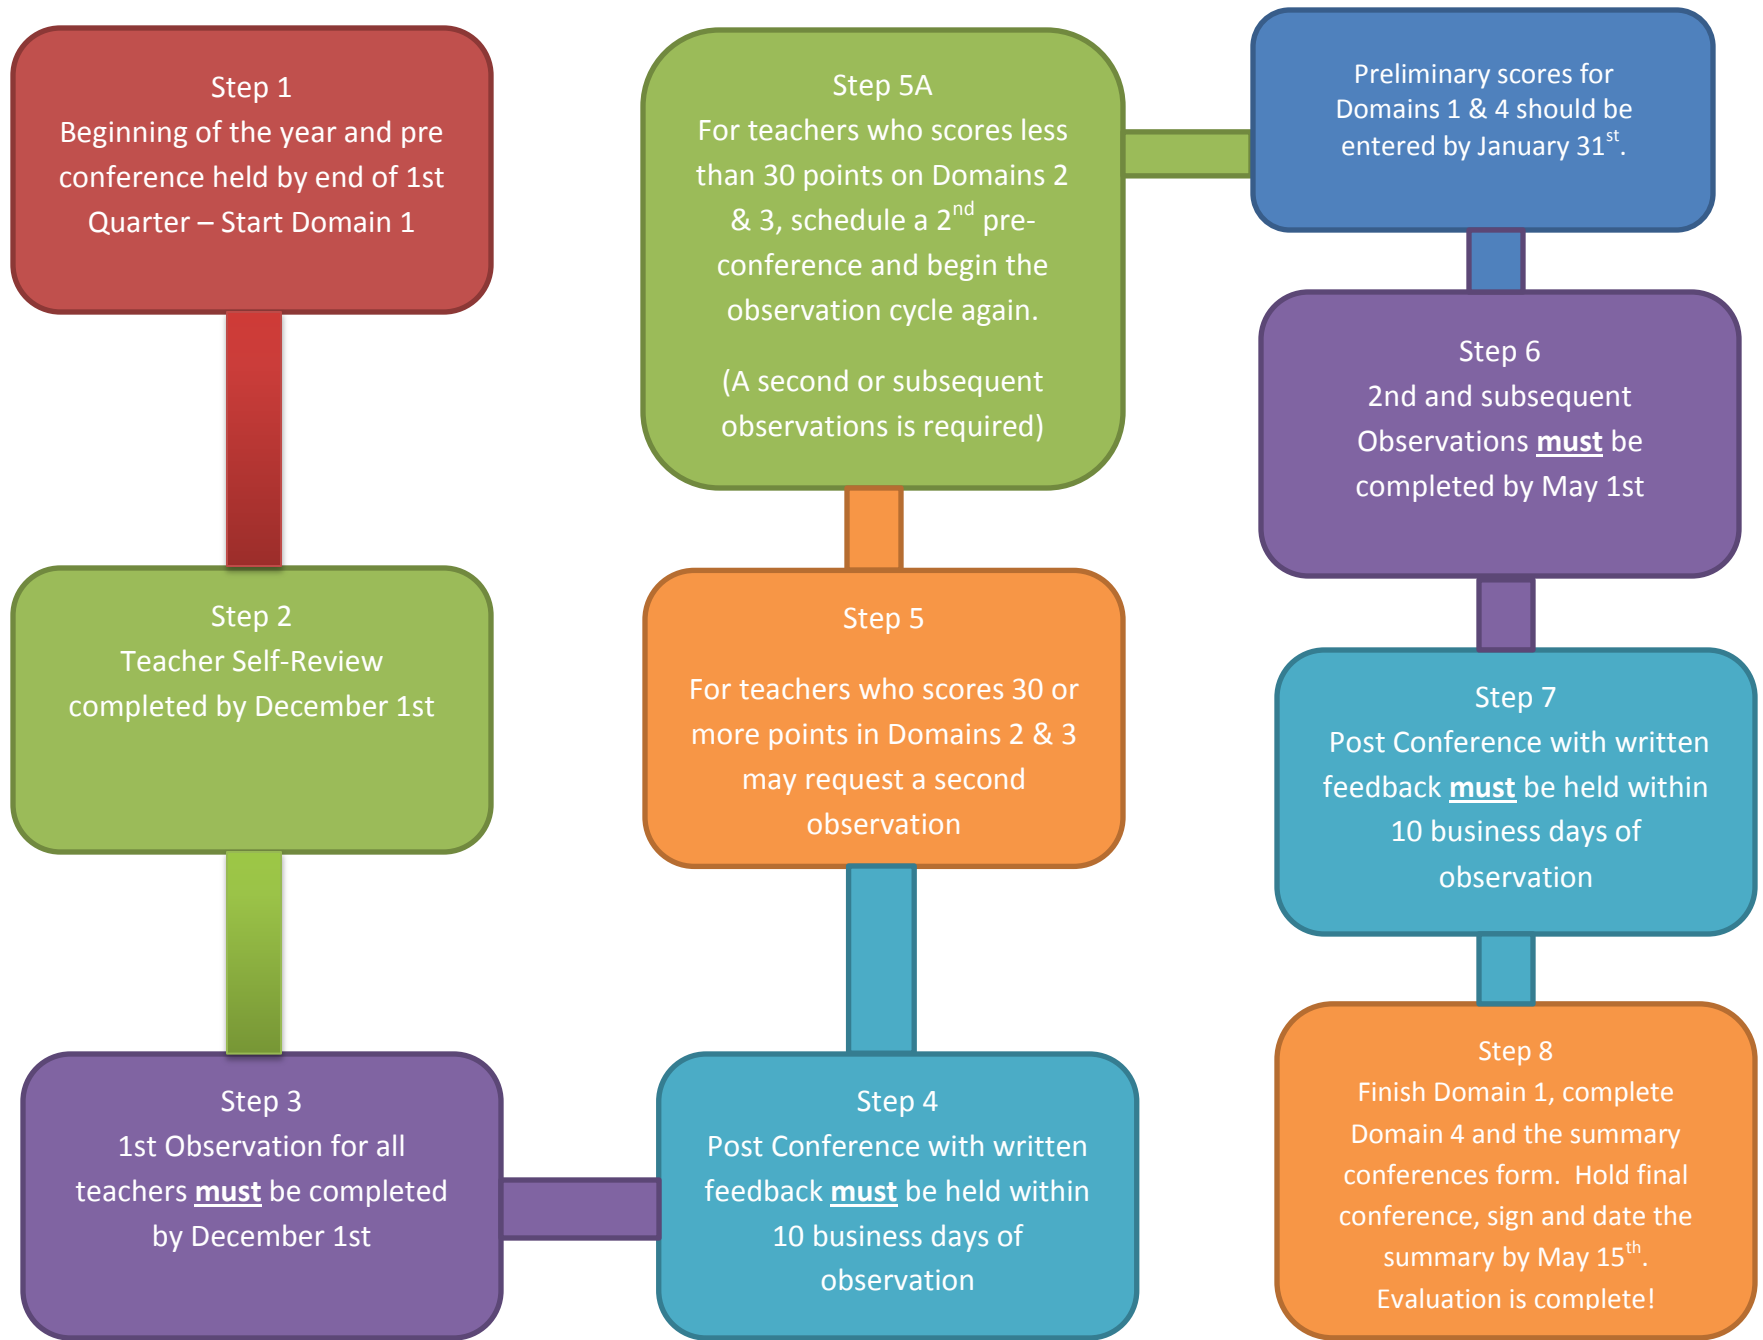 Step 1
Beginning of the year and pre
conference held by end of 1st
Quarter – Start Domain 1
Step 2
Teacher Self-Review
completed by December 1st
Step 3
1st Observation for all
teachers must be completed
by December 1st
Step 4
Post Conference with written
feedback must be held within
10 business days of
observation
Step 5
For teachers who scores 30 or
more points in Domains 2 & 3
may request a second
observation
Step 5A
For teachers who scores less
than 30 points on Domains 2
& 3, schedule a 2nd pre-
conference and begin the
observation cycle again.
(A second or subsequent
observations is required)
Preliminary scores for
Domains 1 & 4 should be
entered by January 31st.
Step 6
2nd and subsequent
Observations must be
completed by May 1st
Step 7
Post Conference with written
feedback must be held within
10 business days of
observation
Step 8
Finish Domain 1, complete
Domain 4 and the summary
conferences form.  Hold final
conference, sign and date the
summary by May 15th.
Evaluation is complete!